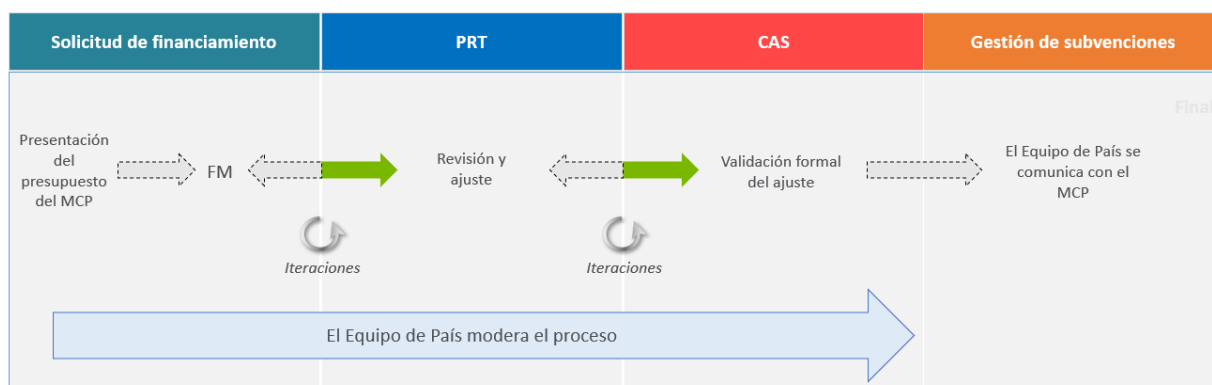 Solicitud de financiamiento
PRT
CAS
Gestión de subvenciones
Final
Presentación
del
presupuesto
del MCP
FM
Revisión y
ajuste
Validación formal
del ajuste
El Equipo de País se
comunica con el
MCP
Iteraciones
Iteraciones
El Equipo de País modera el proceso